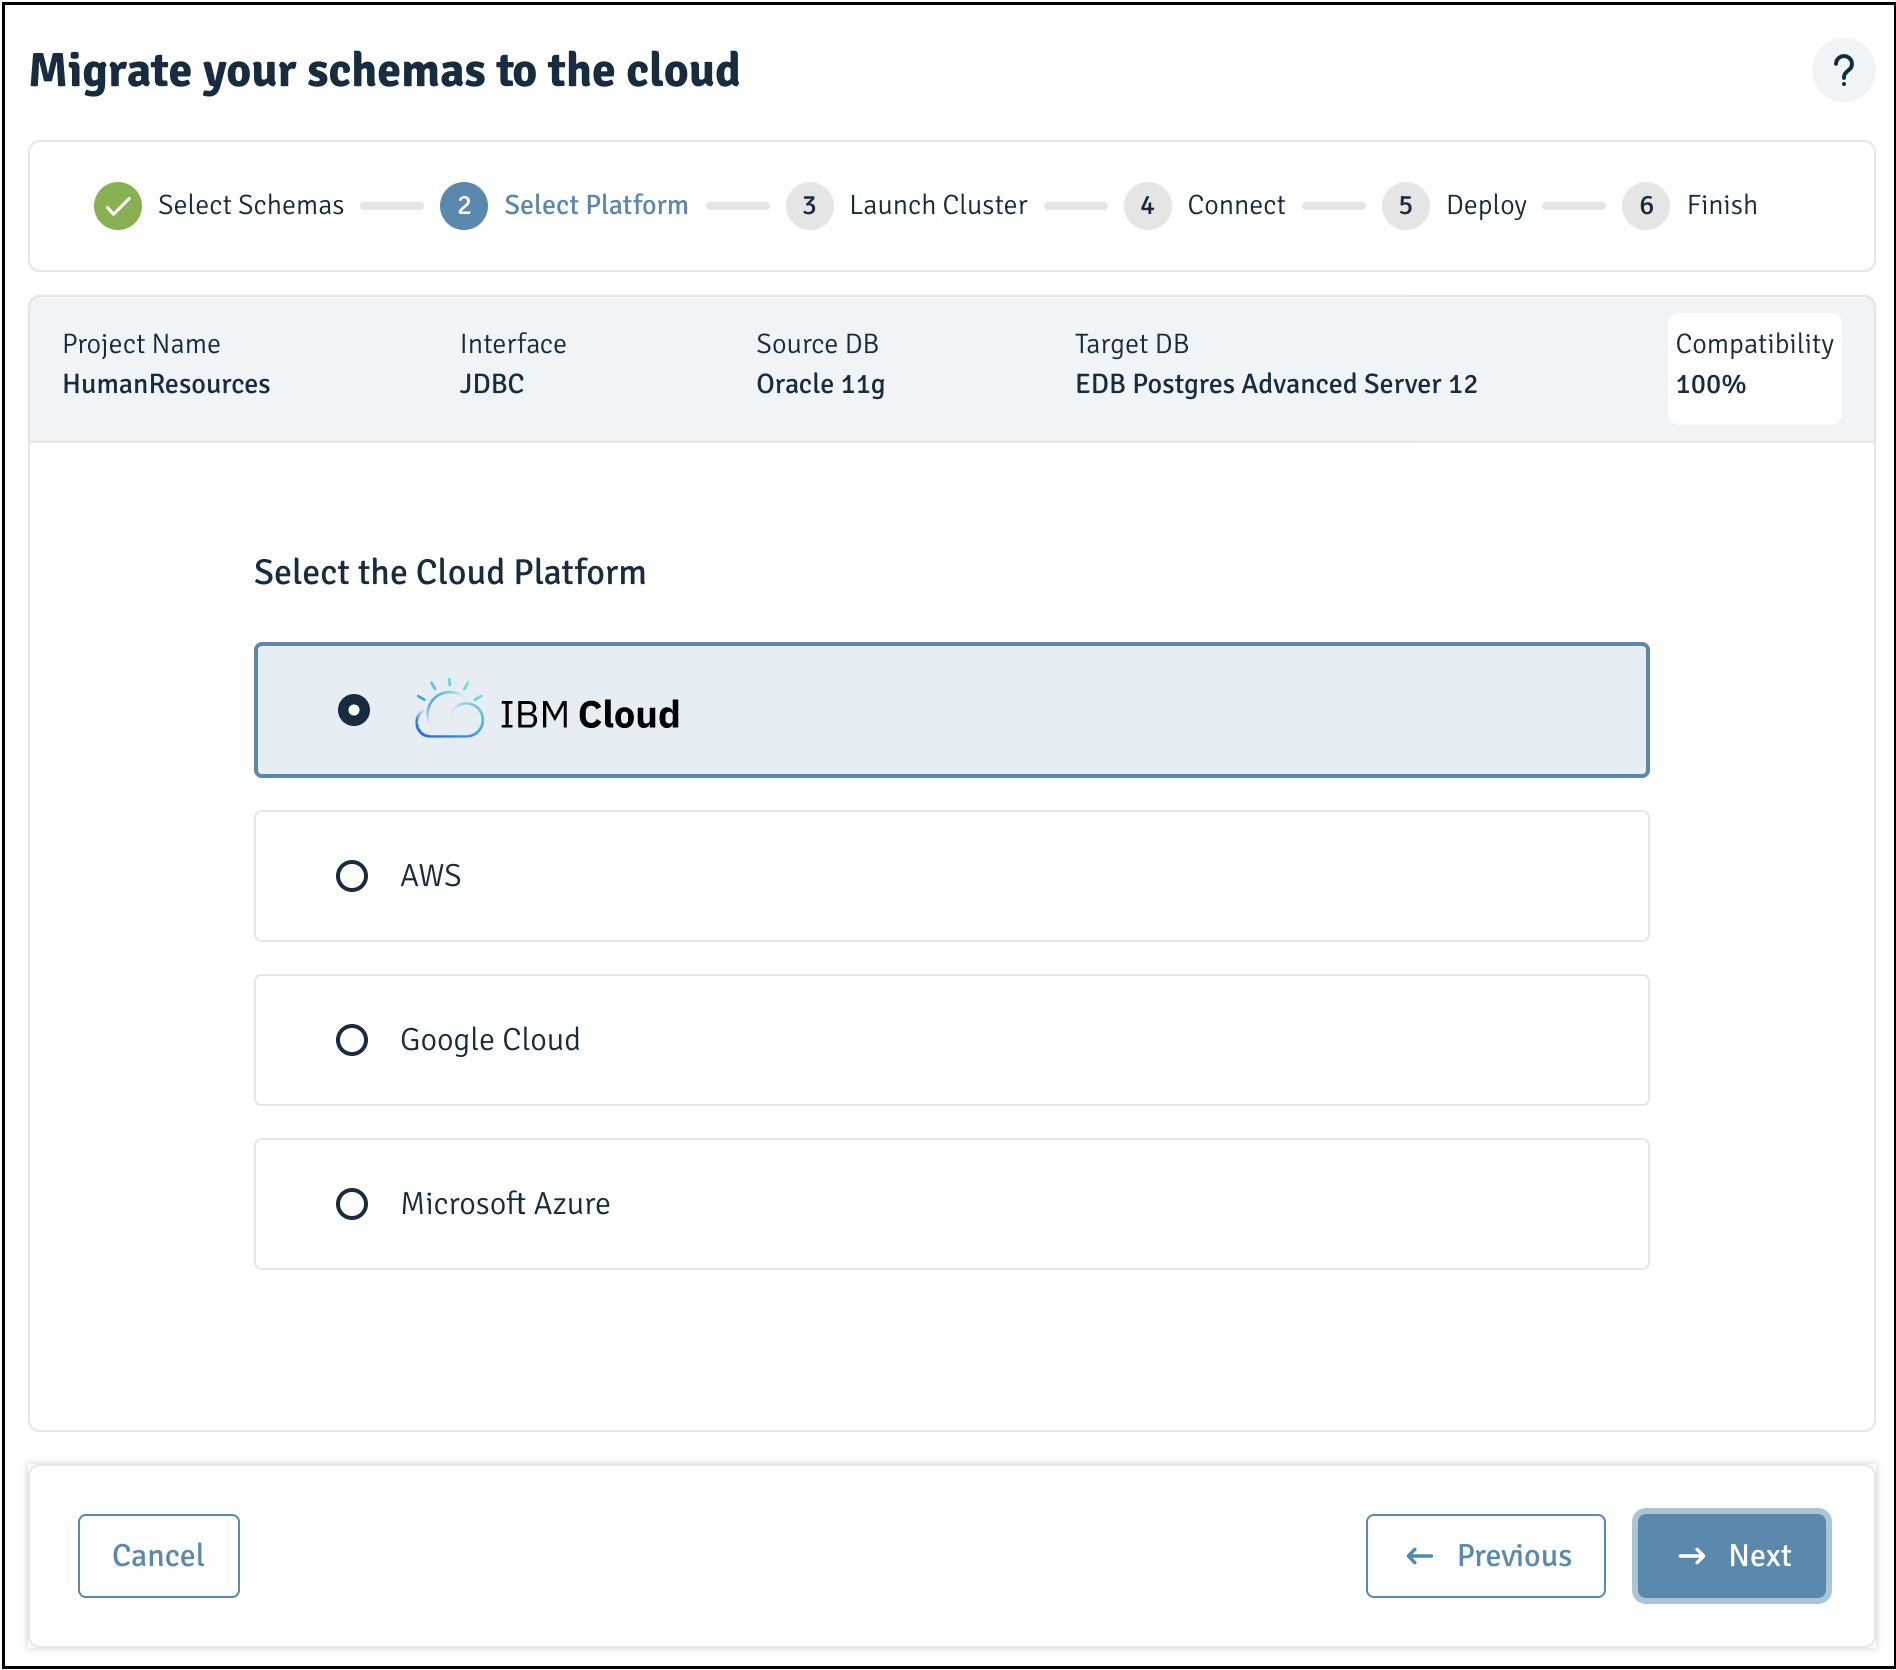 Migrate your schemas to the cloud
?
Select Schemas
2 Select Platform
3 Launch Cluster
4 Connect
5 Deploy
6 Finish
Project Name
HumanResources
Interface
JDBC
Source DB
Oracle 11g
Target DB
EDB Postgres Advanced Server 12
Compatibility
100%
Select the Cloud Platform
IBM Cloud
AWS
Google Cloud
Microsoft Azure
Cancel
← Previous
→ Next